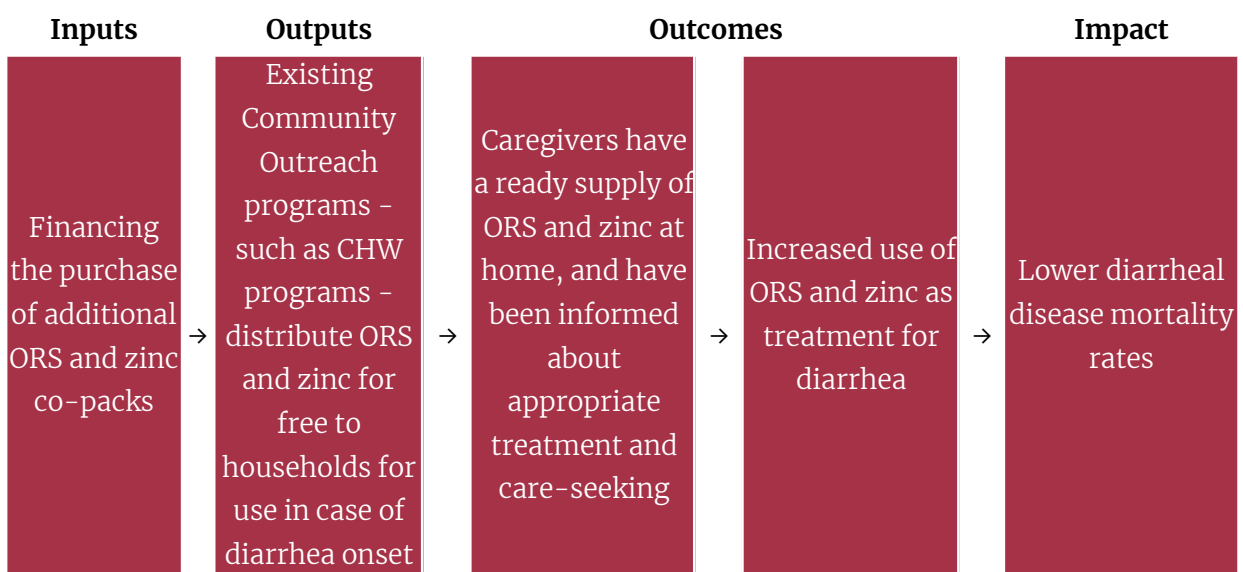 Inputs
Outputs
Outcomes
Impact
Financing
the purchase
of additional
ORS and zinc
co-packs
→
Existing
Community
Outreach
programs -
such as CHW
programs -
distribute ORS
and zinc for
free to
households for
use in case of
diarrhea onset
→
Caregivers have
a ready supply of
ORS and zinc at
home, and have
been informed
about
appropriate
treatment and
care-seeking
→
Increased use of
ORS and zinc as
treatment for
diarrhea
→
Lower diarrheal
disease mortality
rates